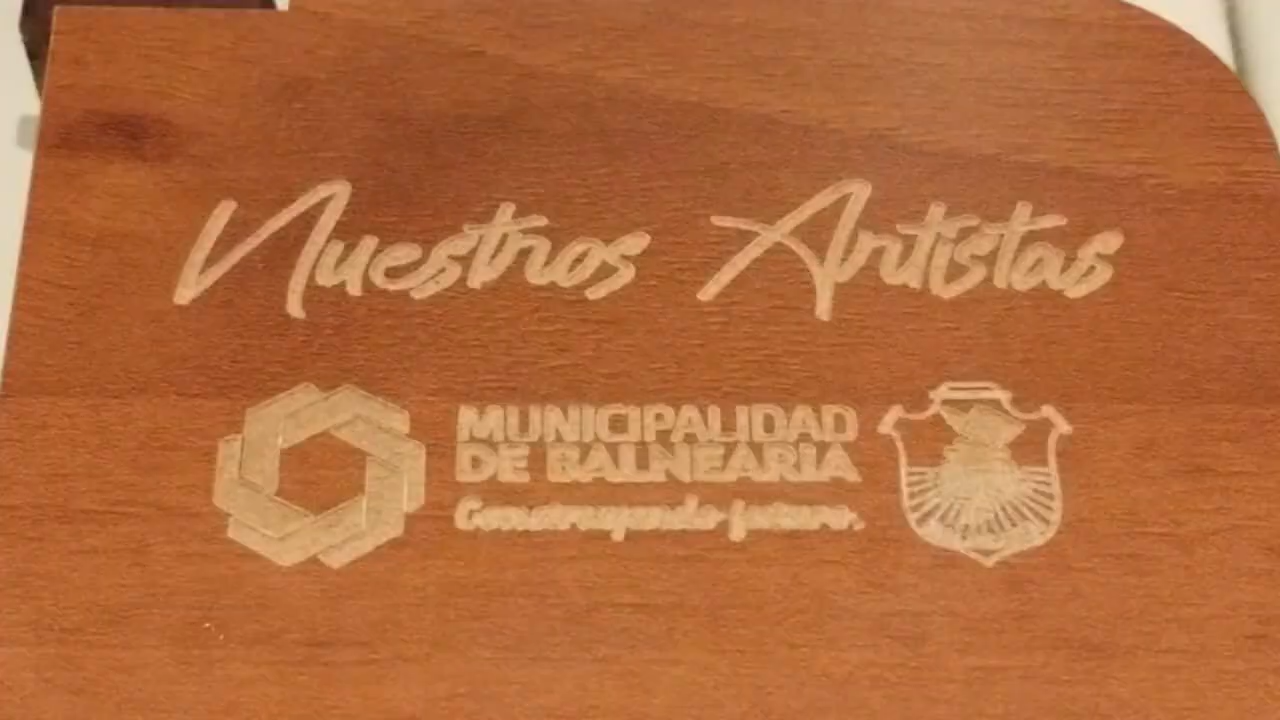 Nuestros Artistas
MUNICIPALIDAD
DE BALNEARIA
Construyendo futuro.